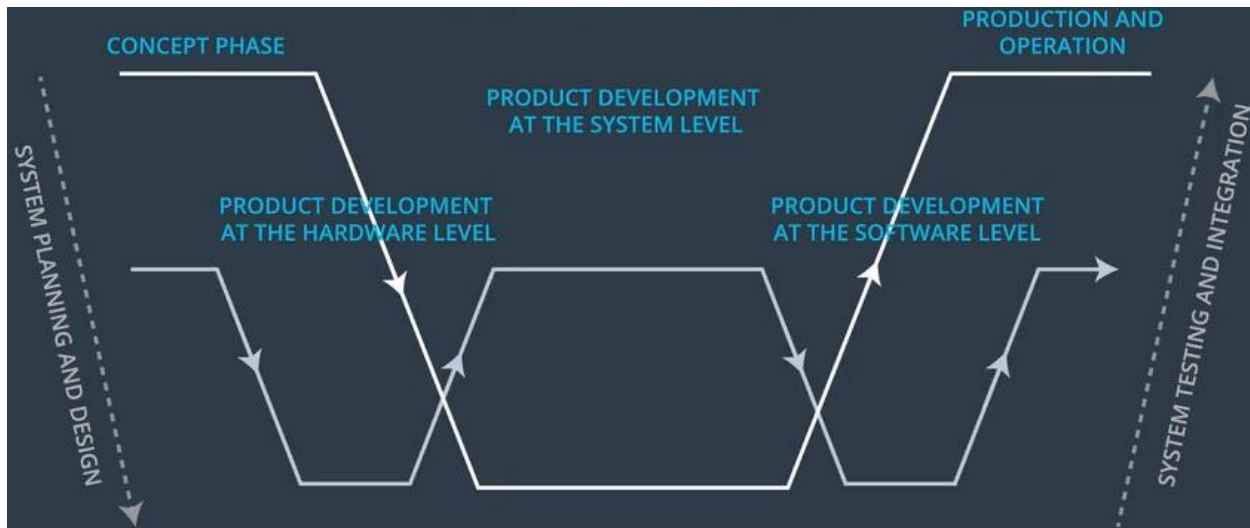 CONCEPT PHASE
PRODUCTION AND
OPERATION
PRODUCT DEVELOPMENT
AT THE SYSTEM LEVEL
PRODUCT DEVELOPMENT
AT THE HARDWARE LEVEL
PRODUCT DEVELOPMENT
AT THE SOFTWARE LEVEL
SYSTEM PLANNING AND DESIGN
SYSTEM TESTING AND INTEGRATION